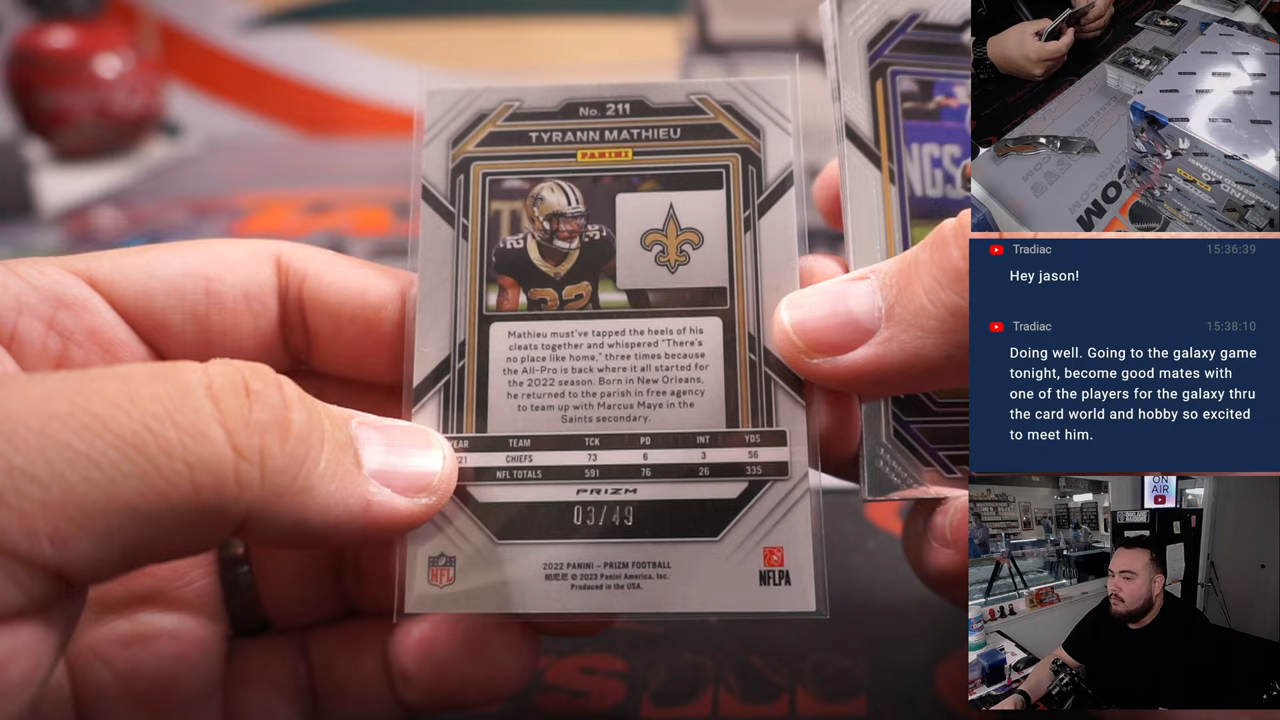 No. 211
TYRANN MATHIEU
PANINI
32
Mathieu must've tapped the heels of his
cleats together and whispered "There's
no place like home," three times because
the All-Pro is back where it all started for
the 2022 season. Born in New Orleans,
he returned to the parish in free agency
to team up with Marcus Maye in the
Saints secondary.
YEAR TEAM TCK PD INT YDS
21 CHIEFS 73 6 3 56
NFL TOTALS 591 76 26 335
PRIZM
03/49
2022 PANINI – PRIZM FOOTBALL
© 2023 Panini America, Inc.
Produced in the USA.
NFL
NFLPA
NGS
COM
Tradiac 15:36:39
Hey jason!
Tradiac 15:38:10
Doing well. Going to the galaxy game
tonight, become good mates with
one of the players for the galaxy thru
the card world and hobby so excited
to meet him.
ON
AIR